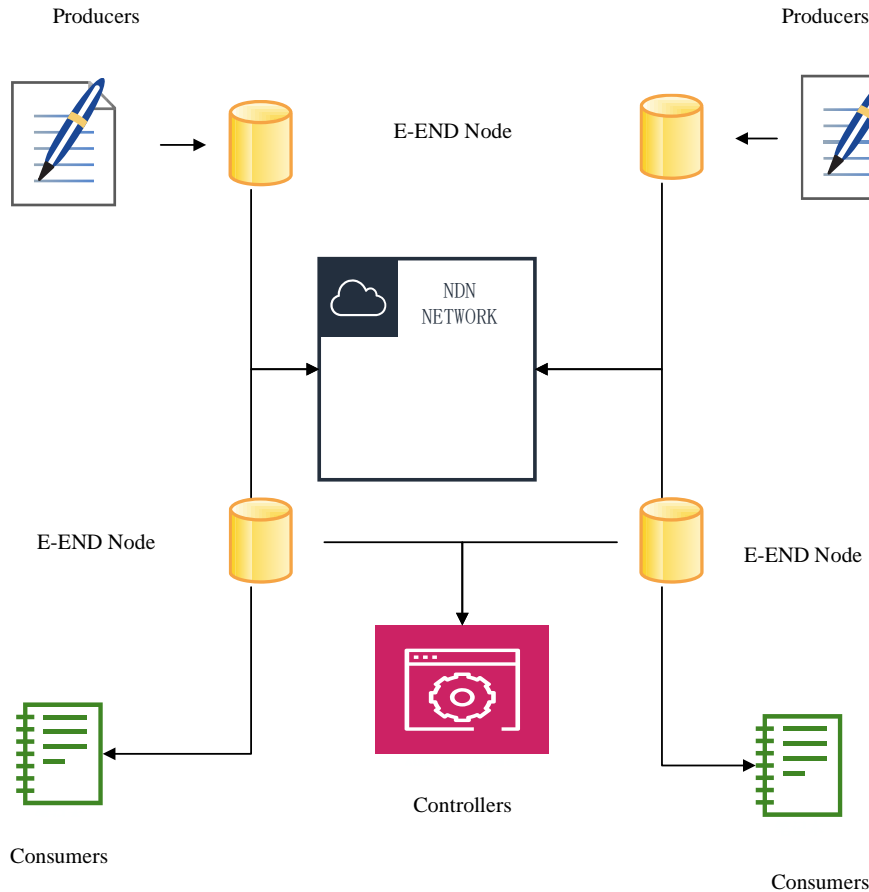 Producers
Producers
E-END Node
NDN
NETWORK
E-END Node
E-END Node
Controllers
Consumers
Consumers